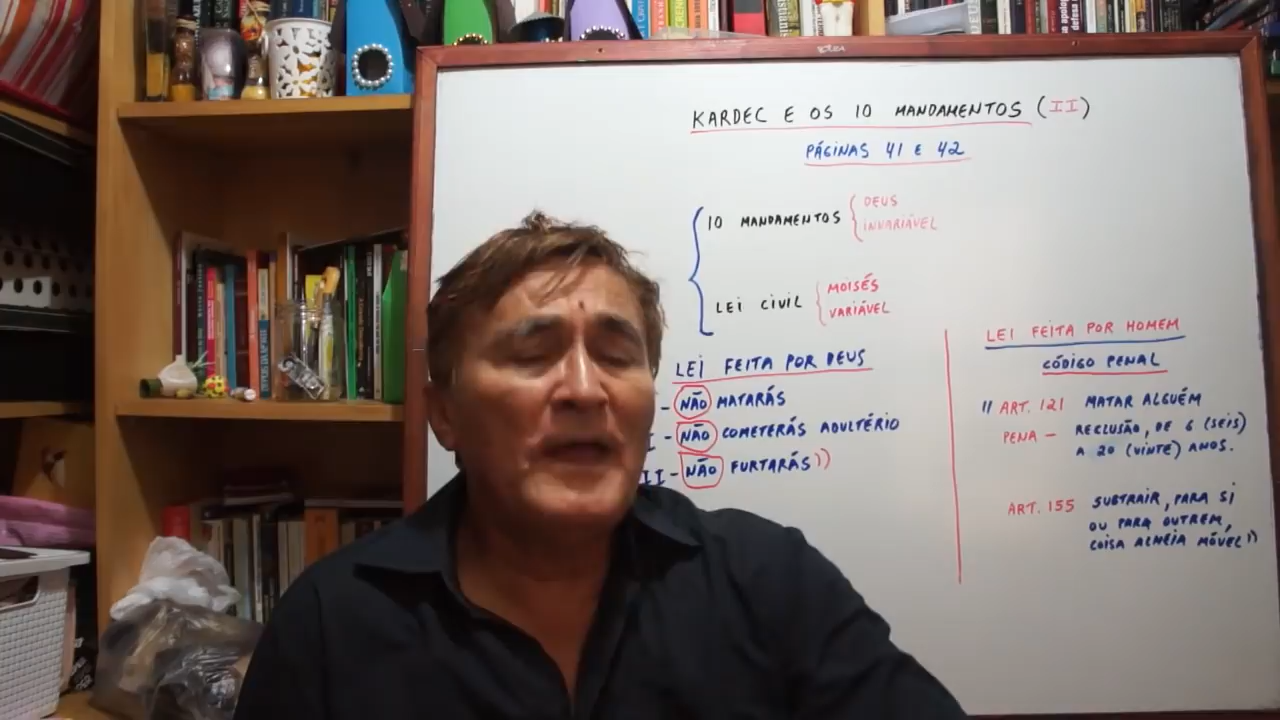 KARDEC E OS 10 MANDAMENTOS (II)
PÁGINAS 41 E 42
10 MANDAMENTOS { DEUS
INVARIÁVEL
LEI CIVIL { MOISÉS
VARIÁVEL
LEI FEITA POR DEUS
- NÃO MATARÁS
I - NÃO COMETERÁS ADULTÉRIO
II - NÃO FURTARÁS ))
LEI FEITA POR HOMEM
CÓDIGO PENAL
" ART. 121 MATAR ALGUÉM
PENA - RECLUSÃO, DE 6 (SEIS)
A 20 (VINTE) ANOS.
ART. 155 SUBTRAIR, PARA SI
OU PARA OUTREM,
COISA ALHEIA MÓVEL "